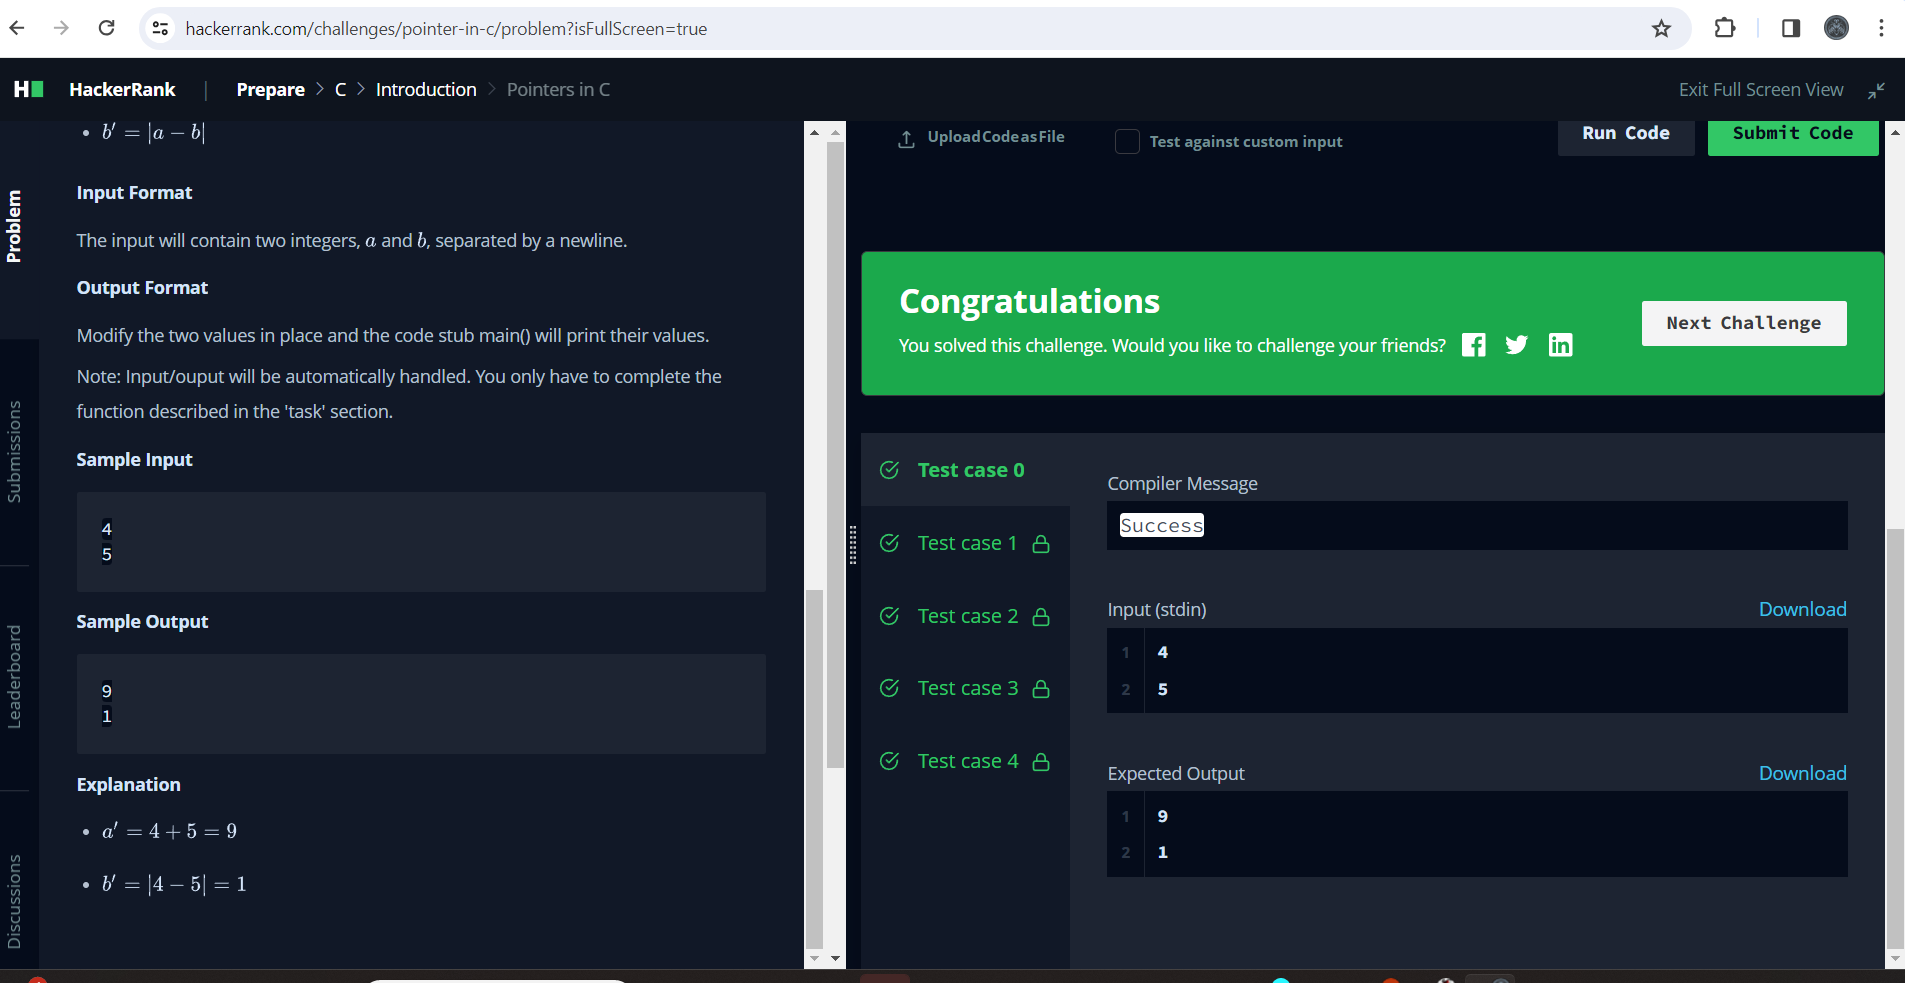 hackerrank.com/challenges/pointer-in-c/problem?isFullScreen=true
H
HackerRank | Prepare > C > Introduction > Pointers in C
Exit Full Screen View
Problem
Submissions
Leaderboard
Discussions
• b′ = |a − b|
Input Format
The input will contain two integers, a and b, separated by a newline.
Output Format
Modify the two values in place and the code stub main() will print their values.
Note: Input/ouput will be automatically handled. You only have to complete the
function described in the 'task' section.
Sample Input
4
5
Sample Output
9
1
Explanation
• a′ = 4 + 5 = 9
• b′ = |4 − 5| = 1
Upload Code as File
Test against custom input
Run Code
Submit Code
Congratulations
You solved this challenge. Would you like to challenge your friends?
Next Challenge
Test case 0
Test case 1
Test case 2
Test case 3
Test case 4
Compiler Message
Success
Input (stdin)
Download
1 4
2 5
Expected Output
Download
1 9
2 1